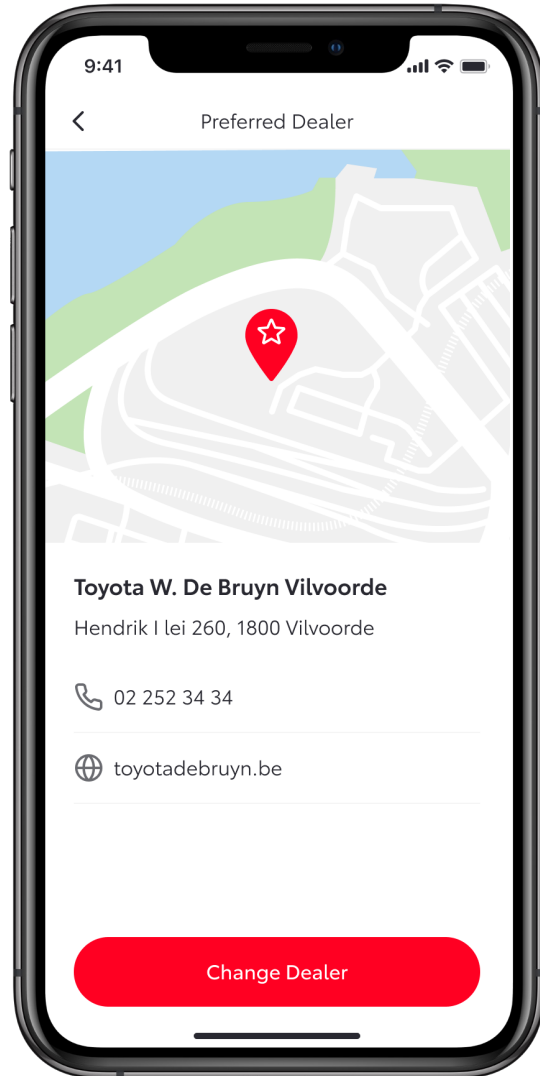 9:41
Preferred Dealer
Toyota W. De Bruyn Vilvoorde
Hendrik I lei 260, 1800 Vilvoorde
02 252 34 34
toyotadebruyn.be
Change Dealer